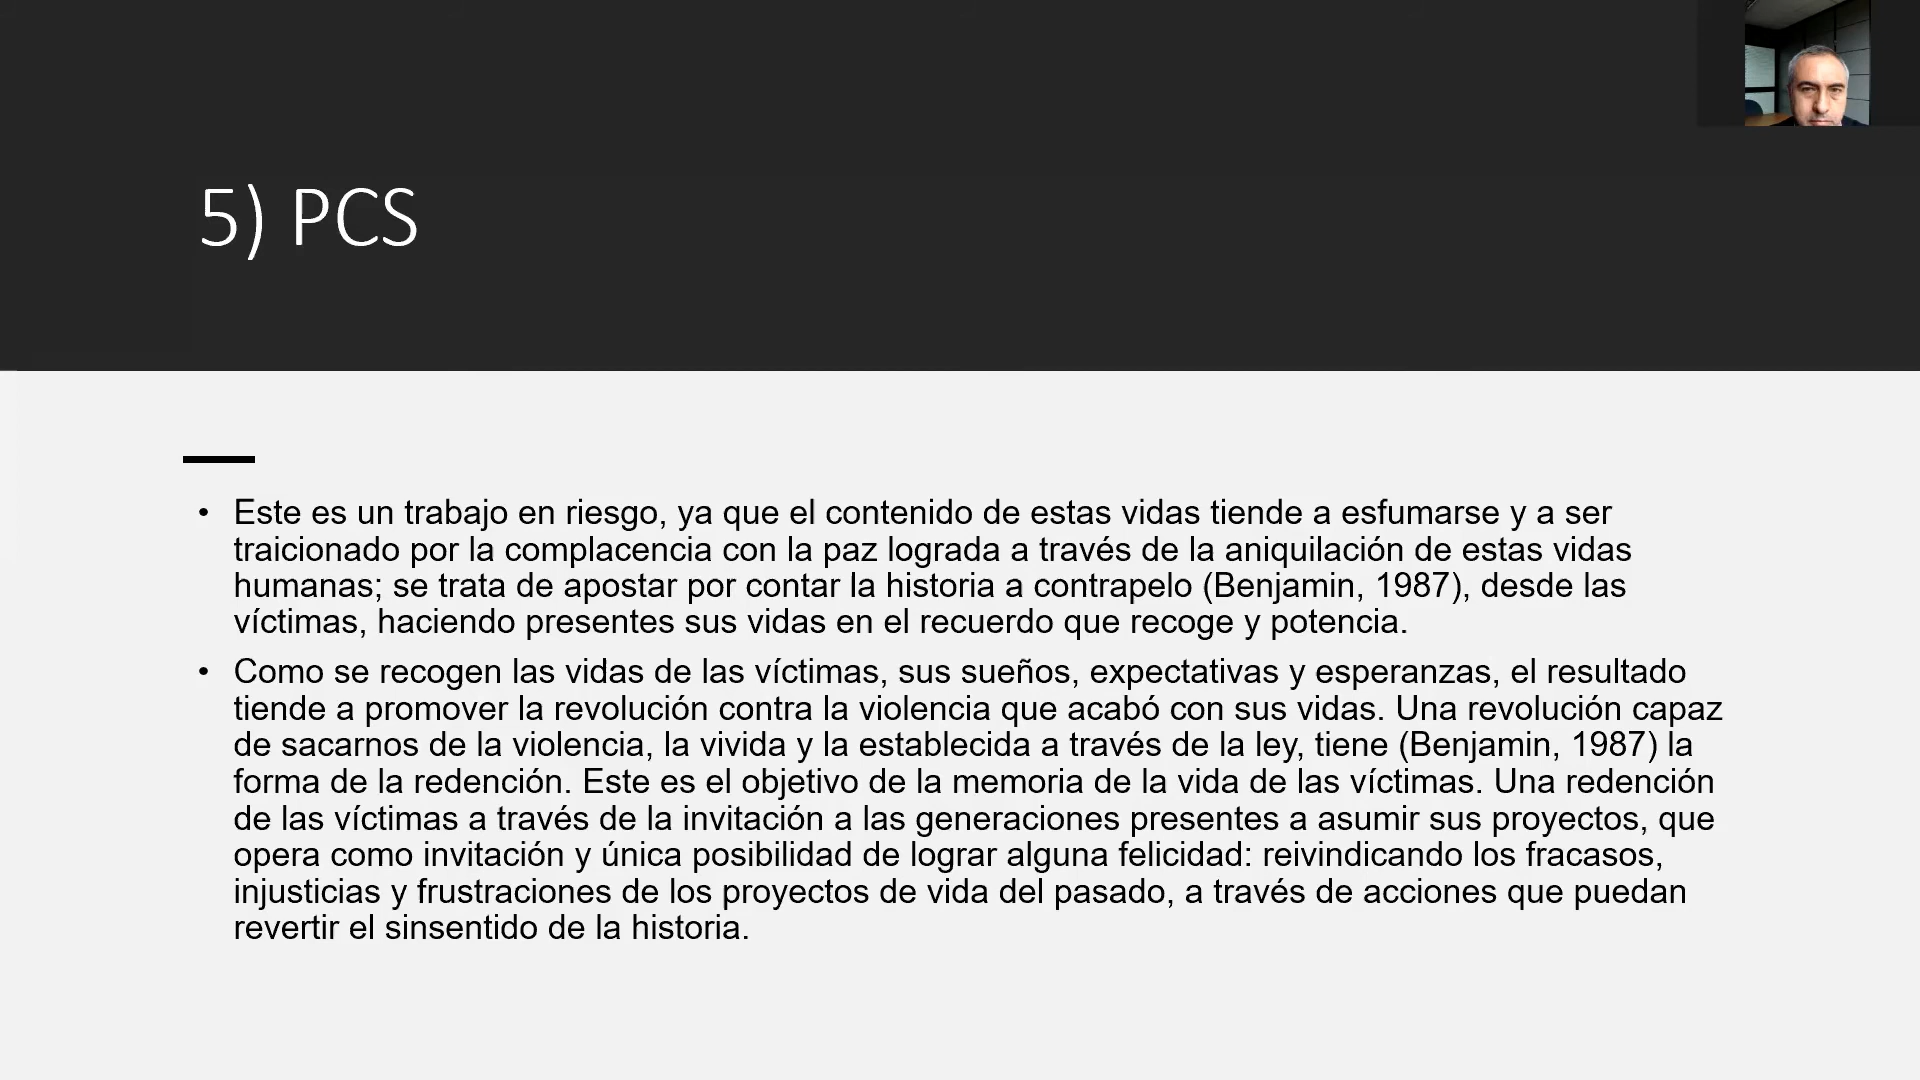 5) PCS
• Este es un trabajo en riesgo, ya que el contenido de estas vidas tiende a esfumarse y a ser
traicionado por la complacencia con la paz lograda a través de la aniquilación de estas vidas
humanas; se trata de apostar por contar la historia a contrapelo (Benjamin, 1987), desde las
víctimas, haciendo presentes sus vidas en el recuerdo que recoge y potencia.
• Como se recogen las vidas de las víctimas, sus sueños, expectativas y esperanzas, el resultado
tiende a promover la revolución contra la violencia que acabó con sus vidas. Una revolución capaz
de sacarnos de la violencia, la vivida y la establecida a través de la ley, tiene (Benjamin, 1987) la
forma de la redención. Este es el objetivo de la memoria de la vida de las víctimas. Una redención
de las víctimas a través de la invitación a las generaciones presentes a asumir sus proyectos, que
opera como invitación y única posibilidad de lograr alguna felicidad: reivindicando los fracasos,
injusticias y frustraciones de los proyectos de vida del pasado, a través de acciones que puedan
revertir el sinsentido de la historia.